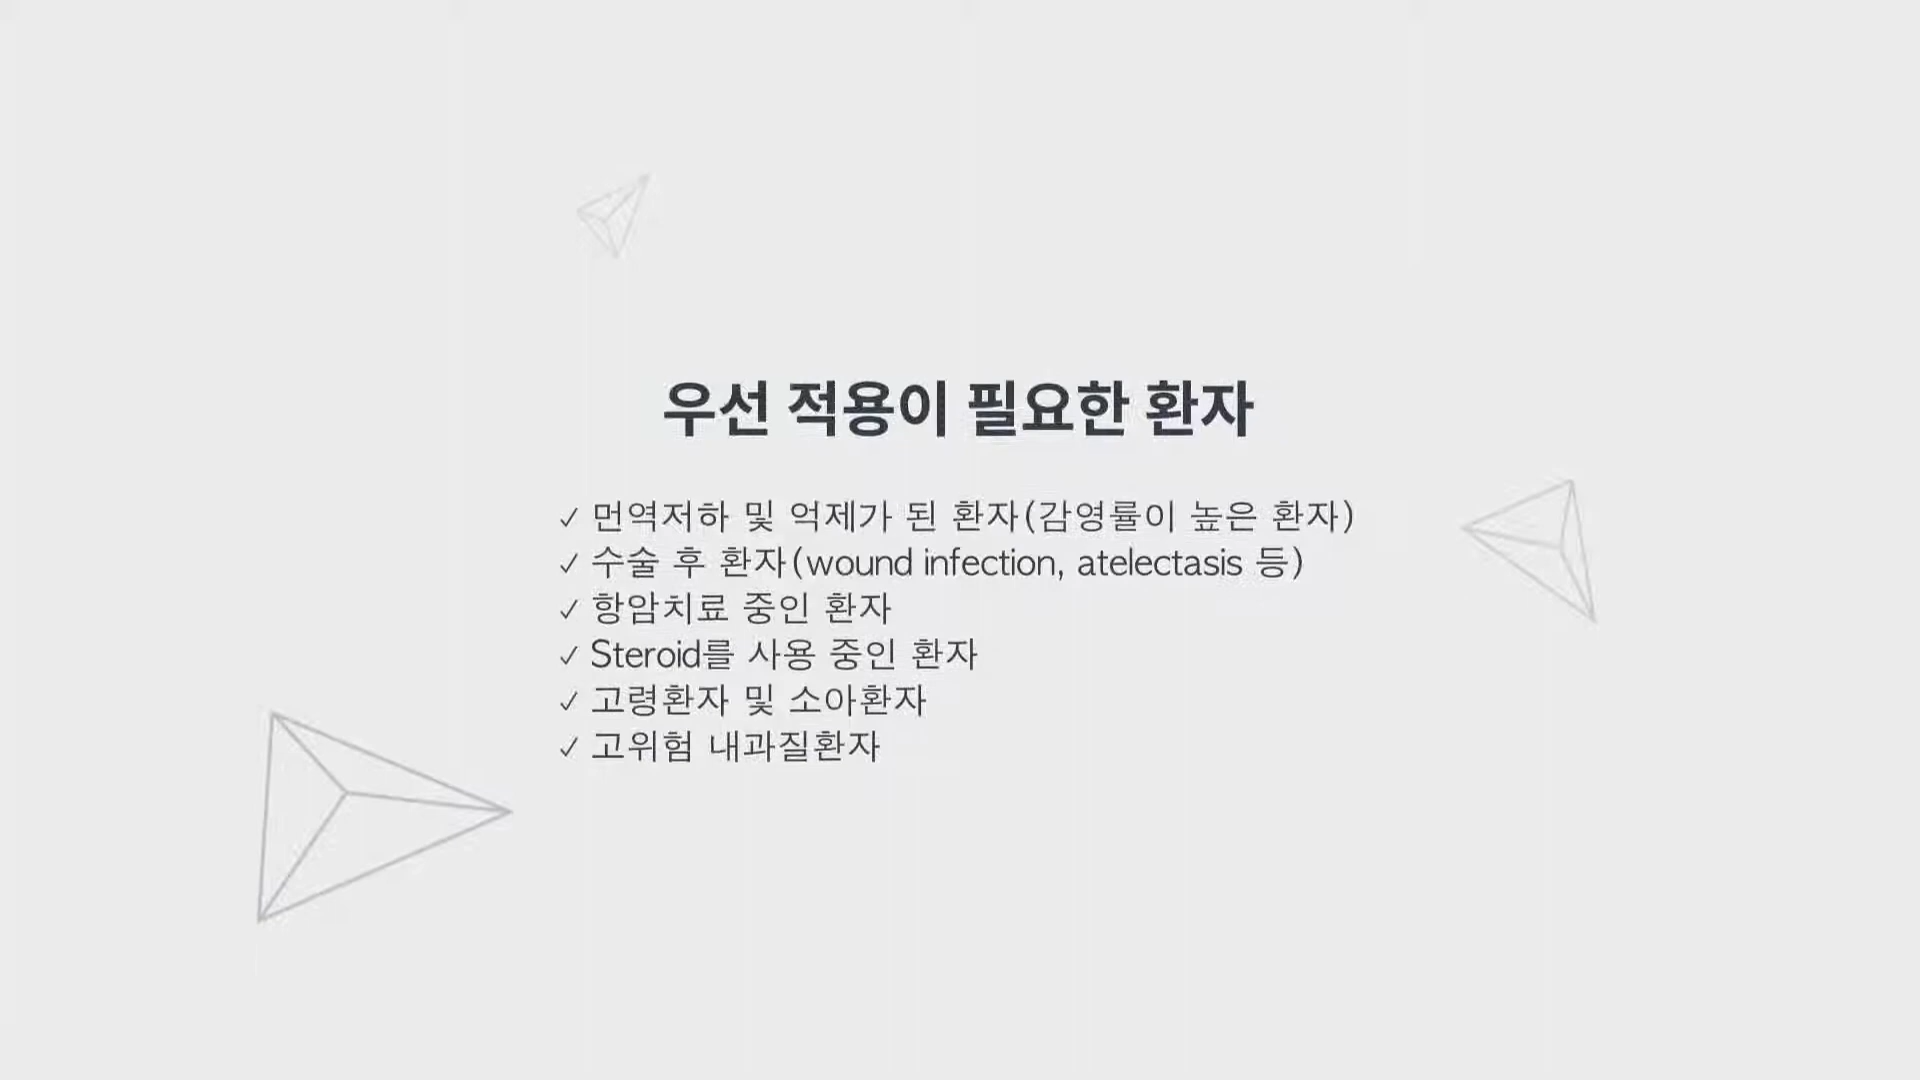 우선 적용이 필요한 환자
✓ 면역저하 및 억제가 된 환자(감영률이 높은 환자)
✓ 수술 후 환자(wound infection, atelectasis 등)
✓ 항암치료 중인 환자
✓ Steroid를 사용 중인 환자
✓ 고령환자 및 소아환자
✓ 고위험 내과질환자